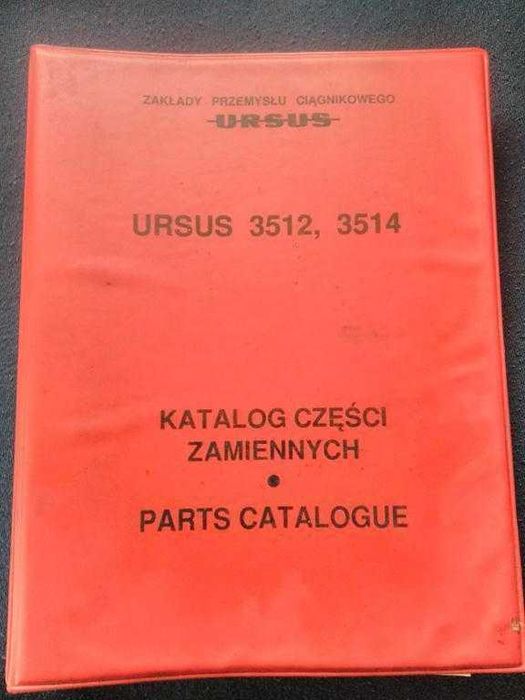 ZAKŁADY PRZEMYSŁU CIĄGNIKOWEGO
URSUS
URSUS 3512, 3514
KATALOG CZĘŚCI
ZAMIENNYCH
•
PARTS CATALOGUE